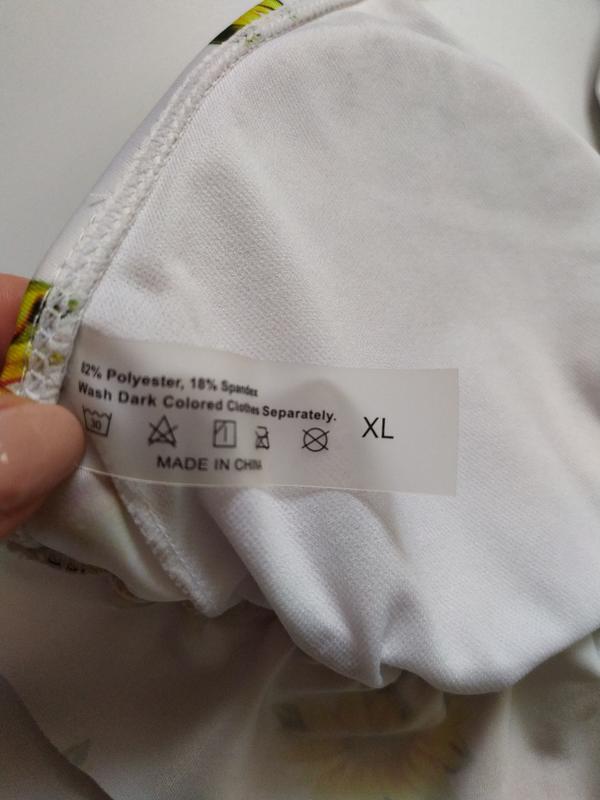 82% Polyester, 18% Spandex
Wash Dark Colored Clothes Separately.
30
XL
MADE IN CHINA